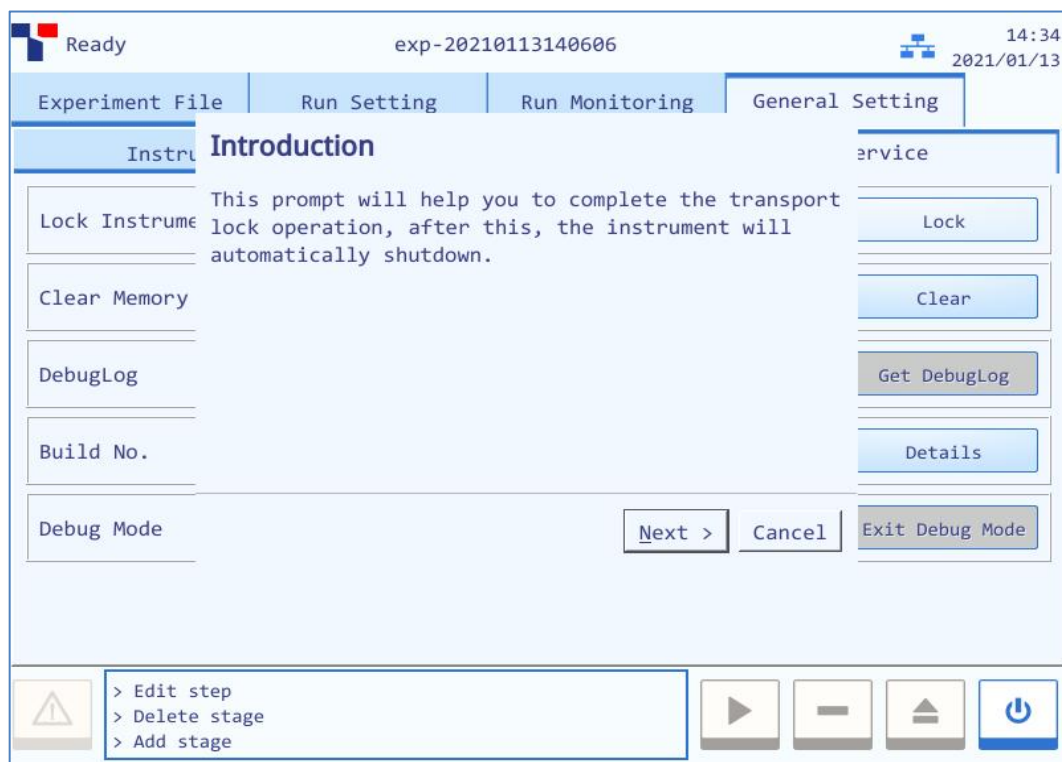 Ready
exp-20210113140606
14:34
2021/01/13
Experiment File
Run Setting
Run Monitoring
General Setting
Instru
ervice
Introduction
This prompt will help you to complete the transport
lock operation, after this, the instrument will
automatically shutdown.
Lock Instrume
Lock
Clear Memory
Clear
DebugLog
Get DebugLog
Build No.
Details
Debug Mode
Next >
Cancel
Exit Debug Mode
> Edit step
> Delete stage
> Add stage